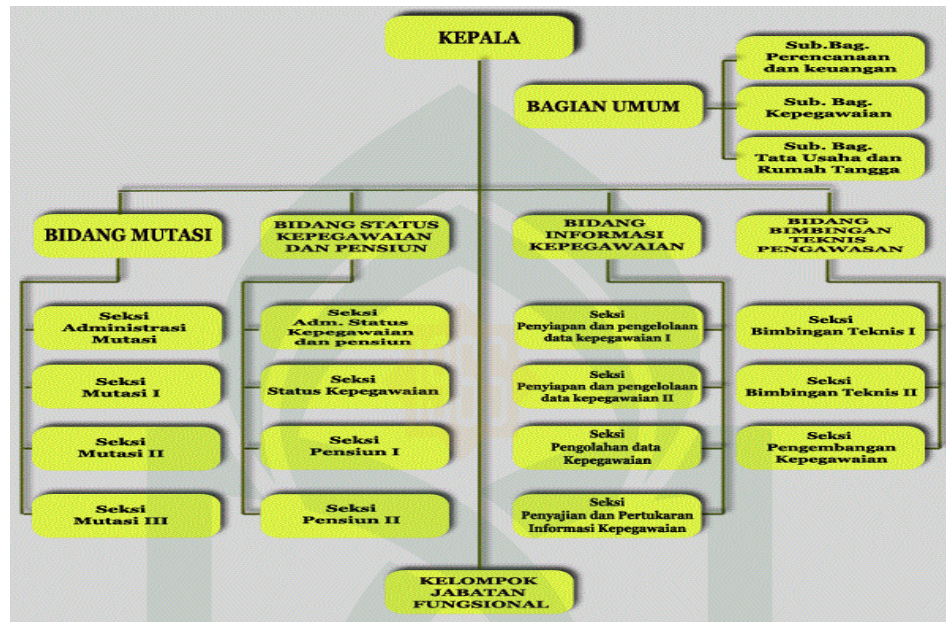 KEPALA
Sub.Bag.
Perencanaan
dan keuangan
BAGIAN UMUM
Sub. Bag.
Kepegawaian
Sub. Bag.
Tata Usaha dan
Rumah Tangga
BIDANG MUTASI
BIDANG STATUS
KEPEGAWAIAN
DAN PENSIUN
BIDANG
INFORMASI
KEPEGAWAIAN
BIDANG
BIMBINGAN
TEKNIS
PENGAWASAN
Seksi
Administrasi
Mutasi
Seksi
Mutasi I
Seksi
Mutasi II
Seksi
Mutasi III
Seksi
Adm. Status
Kepegawaian
dan pensiun
Seksi
Status Kepegawaian
Seksi
Pensiun I
Seksi
Pensiun II
Seksi
Penyiapan dan pengelolaan
data kepegawaian I
Seksi
Penyiapan dan pengelolaan
data kepegawaian II
Seksi
Pengolahan data
Kepegawaian
Seksi
Penyajian dan Pertukaran
Informasi Kepegawaian
Seksi
Bimbingan Teknis I
Seksi
Bimbingan Teknis II
Seksi
Pengembangan
Kepegawaian
KELOMPOK
JABATAN
FUNGSIONAL